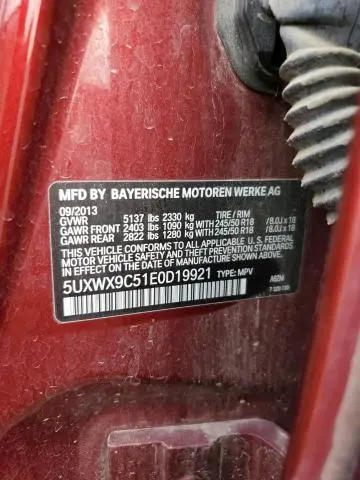 MFD BY BAYERISCHE MOTOREN WERKE AG
09/2013 TIRE / RIM
GVWR 5137 lbs 2330 kg
GAWR FRONT 2403 lbs 1090 kg WITH 245/50 R18 / 8.0J x 18
GAWR REAR 2822 lbs 1280 kg WITH 245/50 R18 / 8.0J x 18
THIS VEHICLE CONFORMS TO ALL APPLICABLE U.S. FEDERAL
MOTOR VEHICLE SAFETY STANDARDS IN EFFECT ON THE
DATE OF MANUFACTURE SHOWN ABOVE.
5UXWX9C51E0D19921 TYPE: MPV